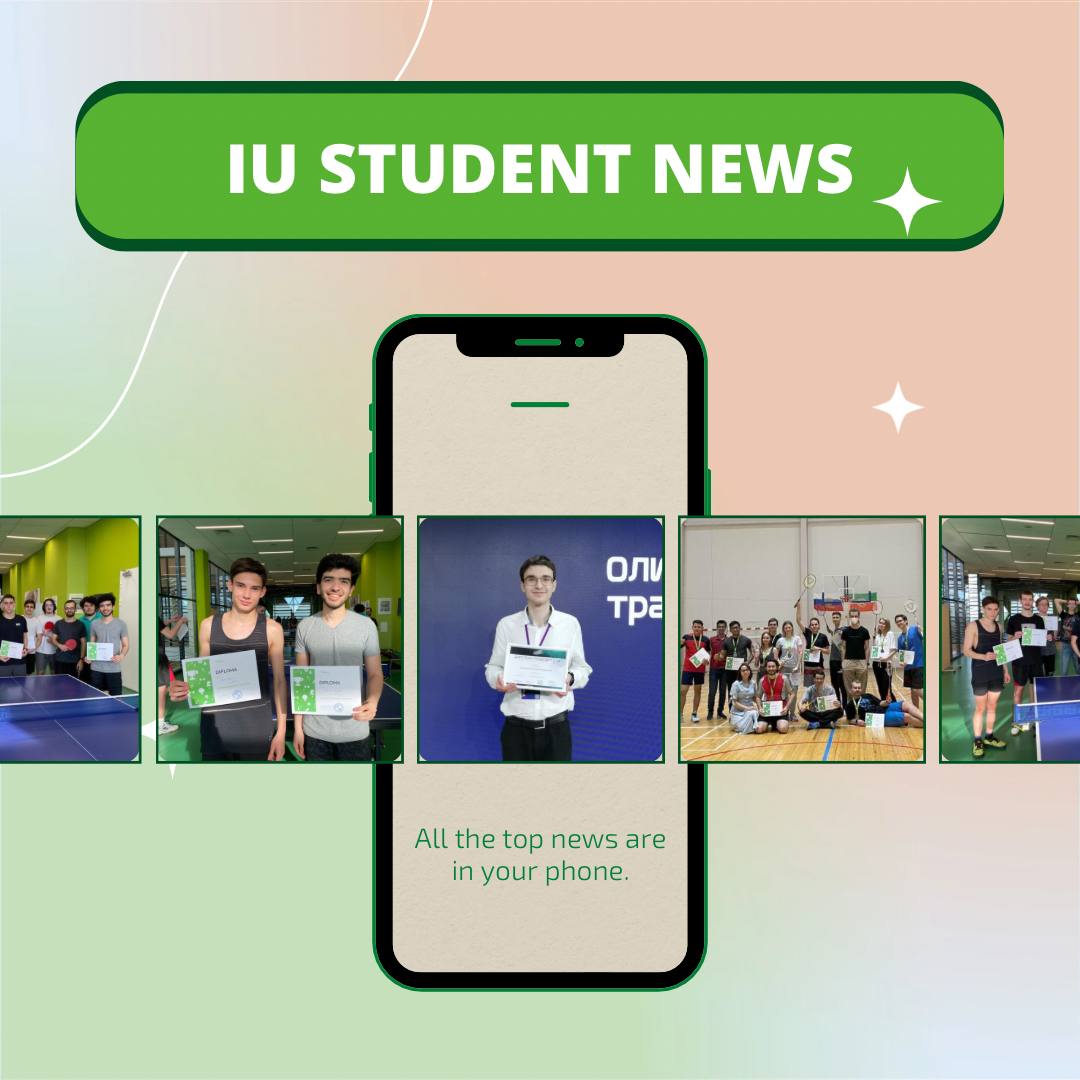 IU STUDENT NEWS
DIPLOMA
DIPLOMA
ОЛИ
тра
All the top news are
in your phone.